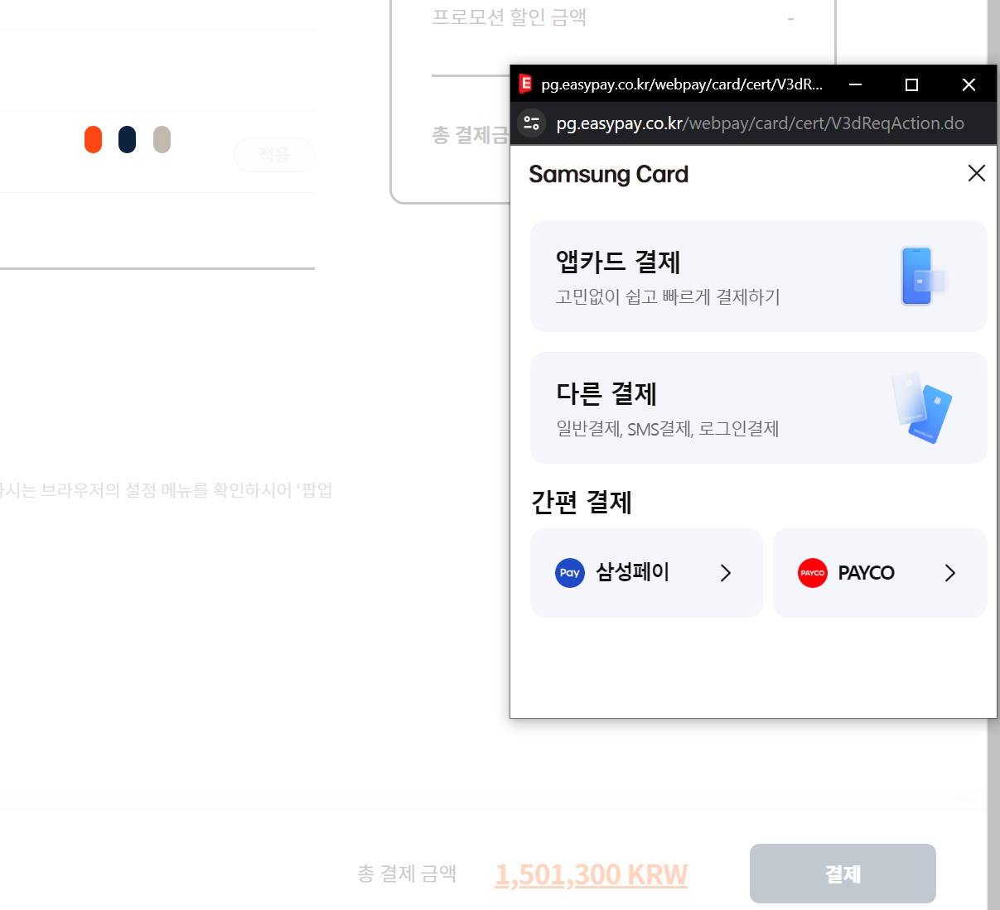 프로모션 할인 금액
-
총 결제금
적용
pg.easypay.co.kr/webpay/card/cert/V3dR...
pg.easypay.co.kr/webpay/card/cert/V3dReqAction.do
Samsung Card
앱카드 결제
고민없이 쉽고 빠르게 결제하기
다른 결제
일반결제, SMS결제, 로그인결제
간편 결제
Pay 삼성페이
PAYCO PAYCO
하시는 브라우저의 설정 메뉴를 확인하시어 ‘팝업
총 결제 금액 1,501,300 KRW 결제